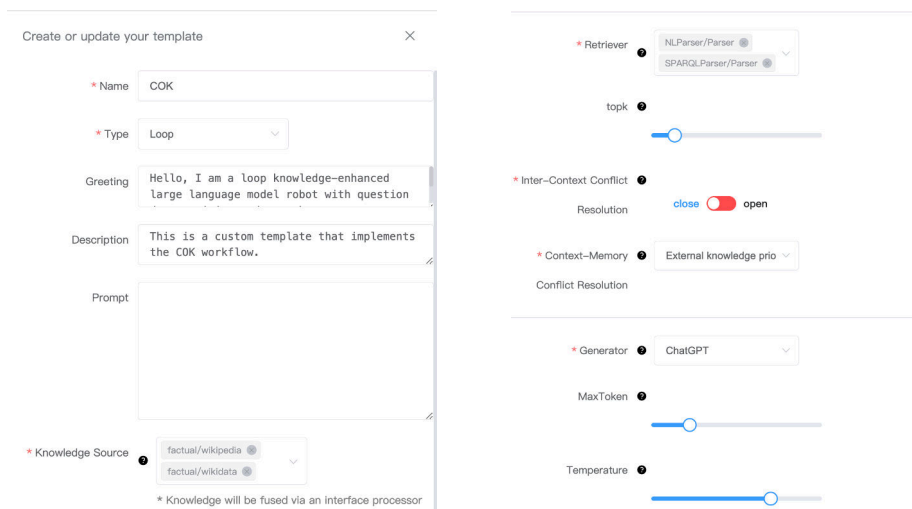 Create or update your template
* Name
COK
* Type
Loop
Greeting
Hello, I am a loop knowledge-enhanced
large language model robot with question
Description
This is a custom template that implements
the COK workflow.
Prompt
* Knowledge Source
factual/wikipedia
factual/wikidata
* Knowledge will be fused via an interface processor
* Retriever
NLParser/Parser
SPARQLParser/Parser
topk
* Inter-Context Conflict
Resolution
close
open
* Context-Memory
Conflict Resolution
External knowledge prio
* Generator
ChatGPT
MaxToken
Temperature